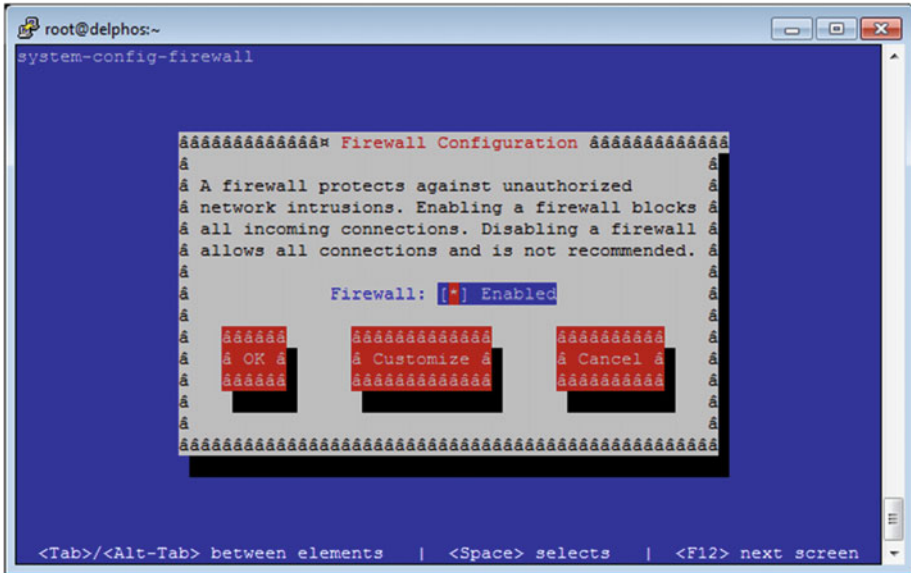 root@delphos:~
system-config-firewall
âââââââââââââ¤ Firewall Configuration âââââââââââââ
â â
â A firewall protects against unauthorized â
â network intrusions. Enabling a firewall blocks â
â all incoming connections. Disabling a firewall â
â allows all connections and is not recommended. â
â â
â Firewall: [*] Enabled â
â â
â ââââââ âââââââââââââ ââââââââââ â
â â OK â â Customize â â Cancel â â
â ââââââ âââââââââââââ ââââââââââ â
â â
â â
ââââââââââââââââââââââââââââââââââââââââââââââââââ
<Tab>/<Alt-Tab> between elements | <Space> selects | <F12> next screen